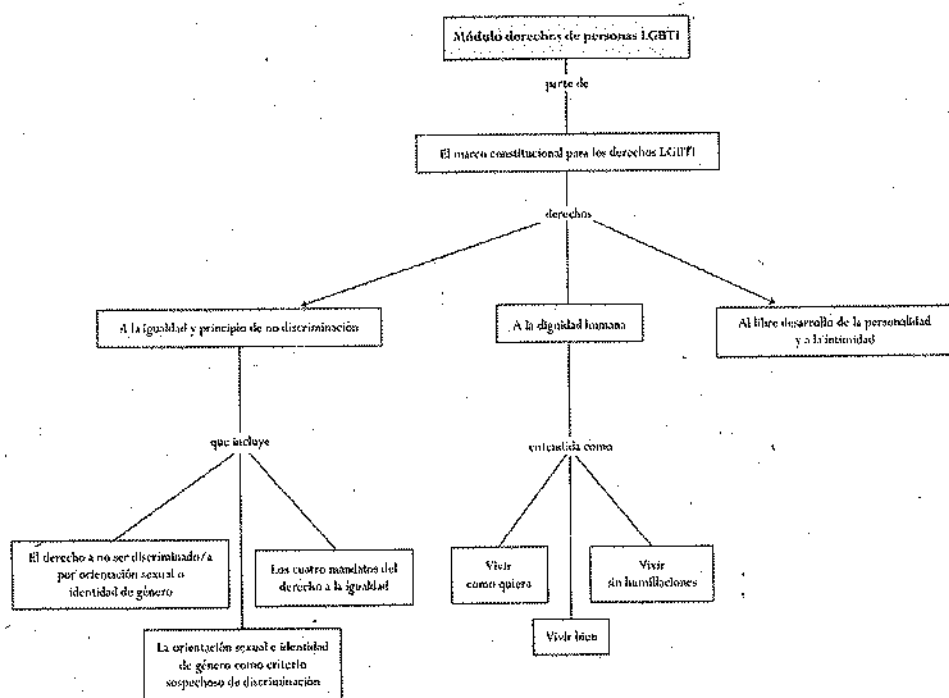 Módulo derechos de personas LGBTI
parte de
El marco constitucional para los derechos LGBTI
derechos
A la igualdad y principio de no discriminación
A la dignidad humana
Al libre desarrollo de la personalidad
y a la intimidad
que incluye
entendida como
El derecho a no ser discriminado/a
por orientación sexual o
identidad de género
Los cuatro mandatos del
derecho a la igualdad
Vivir
como quiera
Vivir
sin humillaciones
Vivir bien
La orientación sexual e identidad
de género como criterio
sospechoso de discriminación